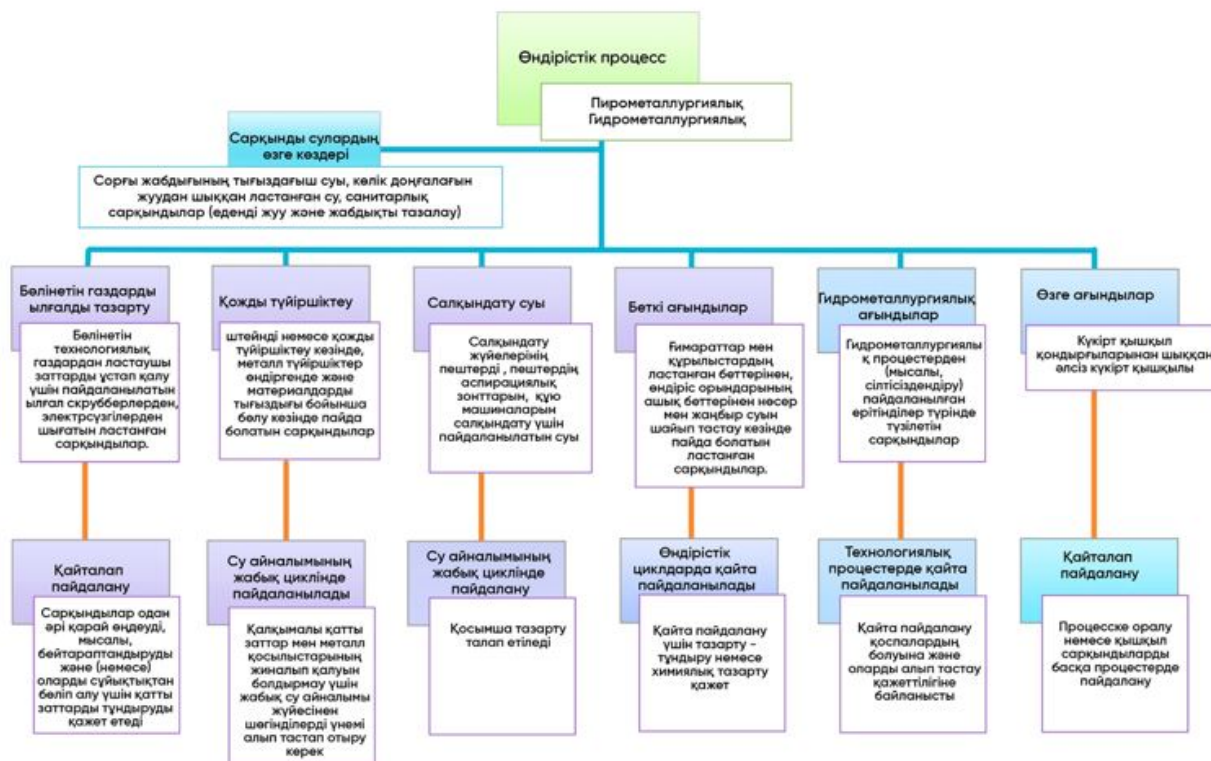 Өндірістік процесс
Пирометаллургиялық
Гидрометаллургиялық
Сарқынды сулардың
өзге көздері
Сорғы жабдығының тығыздағыш суы, көлік доңғалағын
жуудан шыққан ластанған су, санитарлық
сарқындылар (еденді жуу және жабдықты тазалау)
Бөлінетін газдарды
ылғалды тазарту
Бөлінетін
технологиялық
газдардан ластаушы
заттарды ұстап қалу
үшін пайдаланылатын
ылғал скрубберлерден,
электрсүзгілерден
шығатын ластанған
сарқындылар.
Қожды түйіршіктеу
штейнді немесе қожды
түйіршіктеу кезінде,
металл түйіршіктер
өндіргенде және
материалдарды
тығыздығы бойынша
бөлу кезінде пайда
болатын сарқындылар
Салқындату суы
Салқындату
жүйелерінің
пештерді , пештердің
аспирациялық
зонттарын, құю
машиналарын
салқындату үшін
пайдаланылатын суы
Беткі ағындылар
Ғимараттар мен
құрылыстардың
ластанған беттерінен,
өндіріс орындарының
ашық беттерінен нөсер
мен жаңбыр суын
шайып тастау кезінде
пайда болатын
ластанған
сарқындылар.
Гидрометаллургиялық
ағындылар
Гидрометаллургиялы
қ процестерден
(мысалы,
сілтісіздендіру)
пайдаланылған
ерітінділер түрінде
түзілетін
сарқындылар
Өзге ағындылар
Күкірт қышқыл
қондырғыларынан шыққан
әлсіз күкірт қышқылы
Қайталап
пайдалану
Сарқындылар одан
әрі қарай өңдеуді,
мысалы,
бейтараптандыруды
және (немесе)
оларды сұйықтықтан
бөліп алу үшін қатты
заттарды тұндыруды
қажет етеді
Су айналымының
жабық циклінде
пайдаланылады
Қалқымалы қатты
заттар мен металл
қосылыстарының
жиналып қалуын
болдырмау үшін
жабық су айналымы
жүйесінен
шөгінділерді үнемі
алып тастап отыру
керек
Су айналымының
жабық циклінде
пайдалану
Қосымша тазарту
талап етіледі
Өндірістік
циклдарда қайта
пайдаланылады
Қайта пайдалану
үшін тазарту -
тұндыру немесе
химиялық тазарту
қажет
Технологиялық
процестерде қайта
пайдаланылады
Қайта пайдалану
қоспалардың
болуына және
оларды алып тастау
қажеттілігіне
байланысты
Қайталап
пайдалану
Процесске оралу
немесе қышқыл
сарқындыларды
басқа процестерде
пайдалану